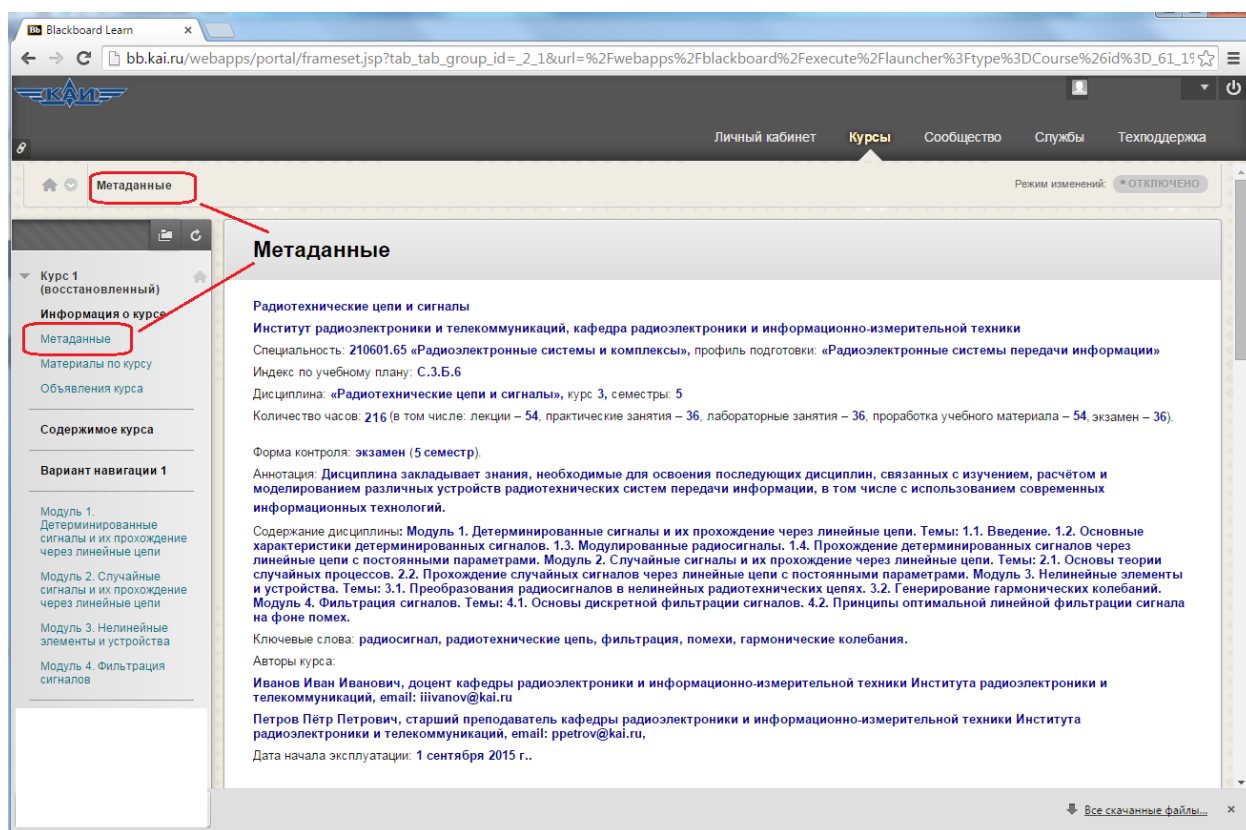 Blackboard Learn
bb.kai.ru/webapps/portal/frameset.jsp?tab_tab_group_id=_2_1&url=%2Fwebapps%2Fblackboard%2Fexecute%2Flauncher%3Ftype%3DCourse%26id%3D_61_1
КАИ
Личный кабинет Курсы Сообщество Службы Техподдержка
Метаданные
Режим изменений: ОТКЛЮЧЕНО
Курс 1
(восстановленный)
Информация о курсе
Метаданные
Материалы по курсу
Объявления курса
Содержимое курса
Вариант навигации 1
Модуль 1.
Детерминированные
сигналы и их прохождение
через линейные цепи
Модуль 2. Случайные
сигналы и их прохождение
через линейные цепи
Модуль 3. Нелинейные
элементы и устройства
Модуль 4. Фильтрация
сигналов
Метаданные
Радиотехнические цепи и сигналы
Институт радиоэлектроники и телекоммуникаций, кафедра радиоэлектроники и информационно-измерительной техники
Специальность: 210601.65 «Радиоэлектронные системы и комплексы», профиль подготовки: «Радиоэлектронные системы передачи информации»
Индекс по учебному плану: С.3.Б.6
Дисциплина: «Радиотехнические цепи и сигналы», курс 3, семестры: 5
Количество часов: 216 (в том числе: лекции – 54, практические занятия – 36, лабораторные занятия – 36, проработка учебного материала – 54, экзамен – 36).
Форма контроля: экзамен (5 семестр).
Аннотация: Дисциплина закладывает знания, необходимые для освоения последующих дисциплин, связанных с изучением, расчётом и
моделированием различных устройств радиотехнических систем передачи информации, в том числе с использованием современных
информационных технологий.
Содержание дисциплины: Модуль 1. Детерминированные сигналы и их прохождение через линейные цепи. Темы: 1.1. Введение. 1.2. Основные
характеристики детерминированных сигналов. 1.3. Модулированные радиосигналы. 1.4. Прохождение детерминированных сигналов через
линейные цепи с постоянными параметрами. Модуль 2. Случайные сигналы и их прохождение через линейные цепи. Темы: 2.1. Основы теории
случайных процессов. 2.2. Прохождение случайных сигналов через линейные цепи с постоянными параметрами. Модуль 3. Нелинейные элементы
и устройства. Темы: 3.1. Преобразования радиосигналов в нелинейных радиотехнических цепях. 3.2. Генерирование гармонических колебаний.
Модуль 4. Фильтрация сигналов. Темы: 4.1. Основы дискретной фильтрации сигналов. 4.2. Принципы оптимальной линейной фильтрации сигнала
на фоне помех.
Ключевые слова: радиосигнал, радиотехнические цепь, фильтрация, помехи, гармонические колебания.
Авторы курса:
Иванов Иван Иванович, доцент кафедры радиоэлектроники и информационно-измерительной техники Института радиоэлектроники и
телекоммуникаций, email: iiivanov@kai.ru
Петров Пётр Петрович, старший преподаватель кафедры радиоэлектроники и информационно-измерительной техники Института
радиоэлектроники и телекоммуникаций, email: ppetrov@kai.ru,
Дата начала эксплуатации: 1 сентября 2015 г..
Все скачанные файлы...